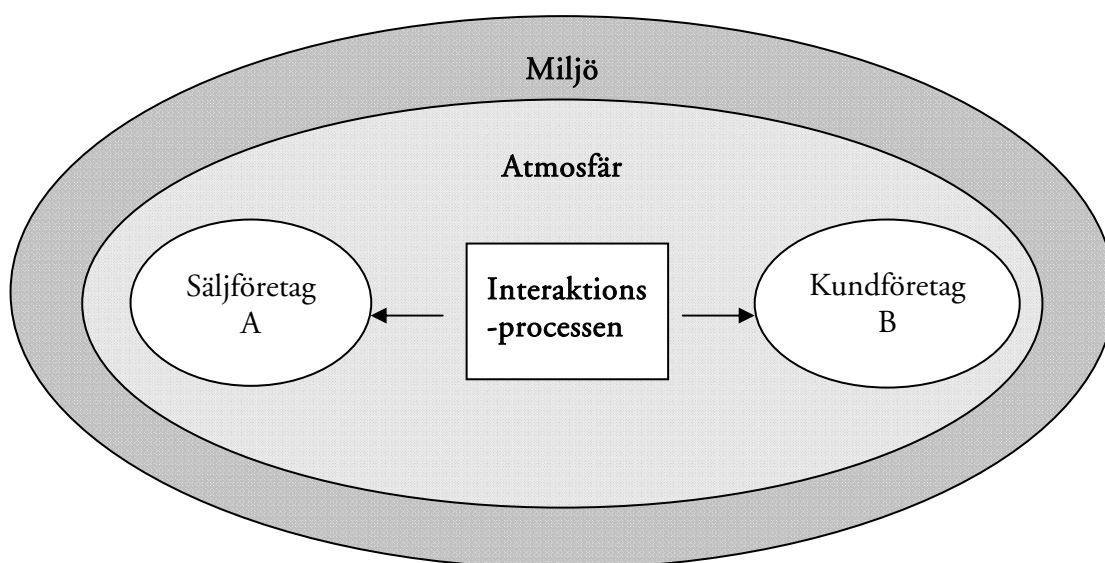 Miljö
Atmosfär
Säljföretag
A
Interaktions
-processen
Kundföretag
B